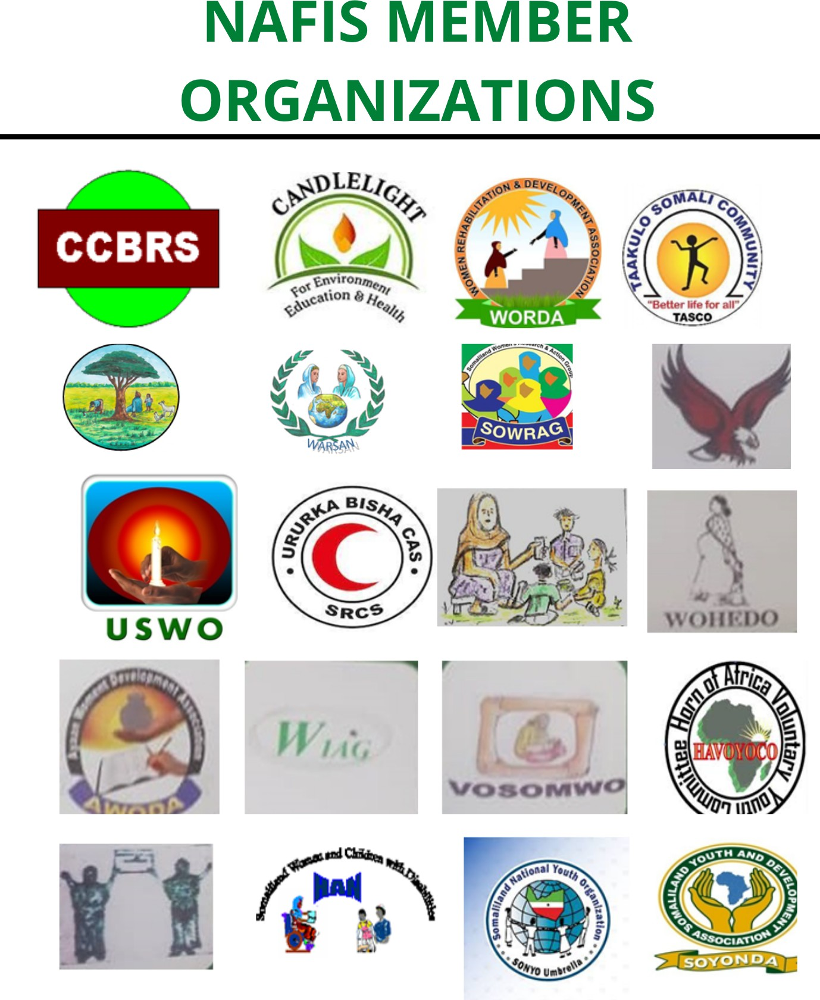 NAFIS MEMBER
ORGANIZATIONS
CCBRS
CANDLELIGHT
For Environment
Education & Health
WOMEN REHABILITATION & DEVELOPMENT ASSOCIATION
WORDA
TAAKULO SOMALI COMMUNITY
"Better life for all"
TASCO
WARSAN
Somaliland Women's Research & Action Group
SOWRAG
USWO
URURKA BISHA CAS
SRCS
WOHEDO
Women Development Association
AWODA
WIAG
VOSOMWO
Horn of Africa Voluntary Youth Committee
HAVOYOCO
Somaliland Women and Children with Disabilities
HAN
Somaliland National Youth Organization
SONYO Umbrella
SOMALILAND YOUTH AND DEVELOPMENT
ASSOCIATION
SOYONDA